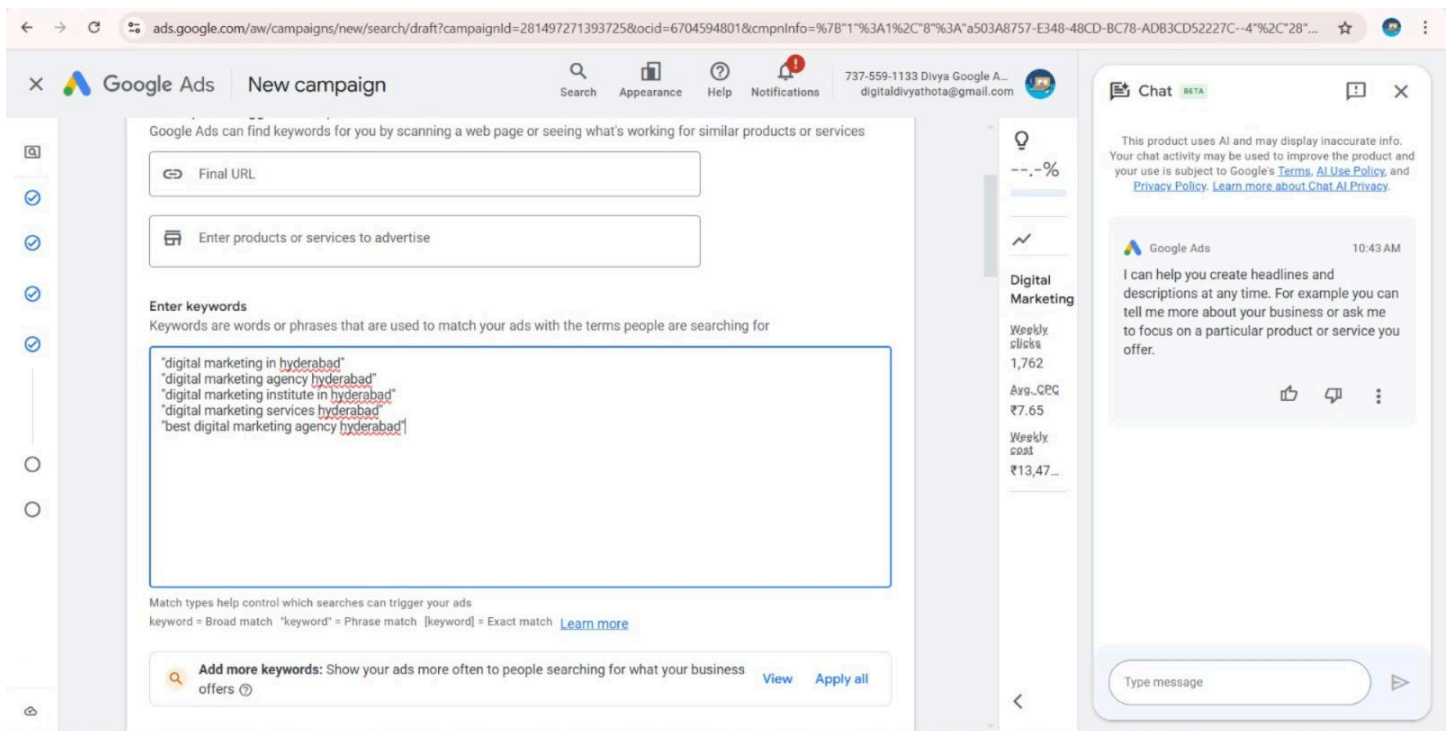 ads.google.com/aw/campaigns/new/search/draft?campaignId=281497271393725&ocid=6704594801&cmpnInfo=%7B"1"%3A1%2C"8"%3A"a503A8757-E348-48CD-BC78-ADB3CD52227C--4"%2C"28"...
Google Ads
New campaign
Search
Appearance
Help
Notifications
737-559-1133 Divya Google A...
digitaldivyathota@gmail.com
Google Ads can find keywords for you by scanning a web page or seeing what's working for similar products or services
Final URL
Enter products or services to advertise
Enter keywords
Keywords are words or phrases that are used to match your ads with the terms people are searching for
"digital marketing in hyderabad"
"digital marketing agency hyderabad"
"digital marketing institute in hyderabad"
"digital marketing services hyderabad"
"best digital marketing agency hyderabad"
Match types help control which searches can trigger your ads
keyword = Broad match "keyword" = Phrase match [keyword] = Exact match Learn more
Add more keywords: Show your ads more often to people searching for what your business
offers
View
Apply all
--.-%
Digital
Marketing
Weekly
clicks
1,762
Avg. CPC
₹7.65
Weekly
cost
₹13,47...
Chat BETA
This product uses AI and may display inaccurate info.
Your chat activity may be used to improve the product and
your use is subject to Google's Terms, AI Use Policy, and
Privacy Policy. Learn more about Chat AI Privacy.
Google Ads
10:43 AM
I can help you create headlines and
descriptions at any time. For example you can
tell me more about your business or ask me
to focus on a particular product or service you
offer.
Type message